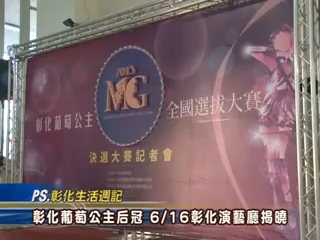 2013
MG
彰化葡萄公主
全國選拔大賽
決選大賽記者會
PS.彰化生活週記
彰化葡萄公主后冠 6/16彰化演藝廳揭曉